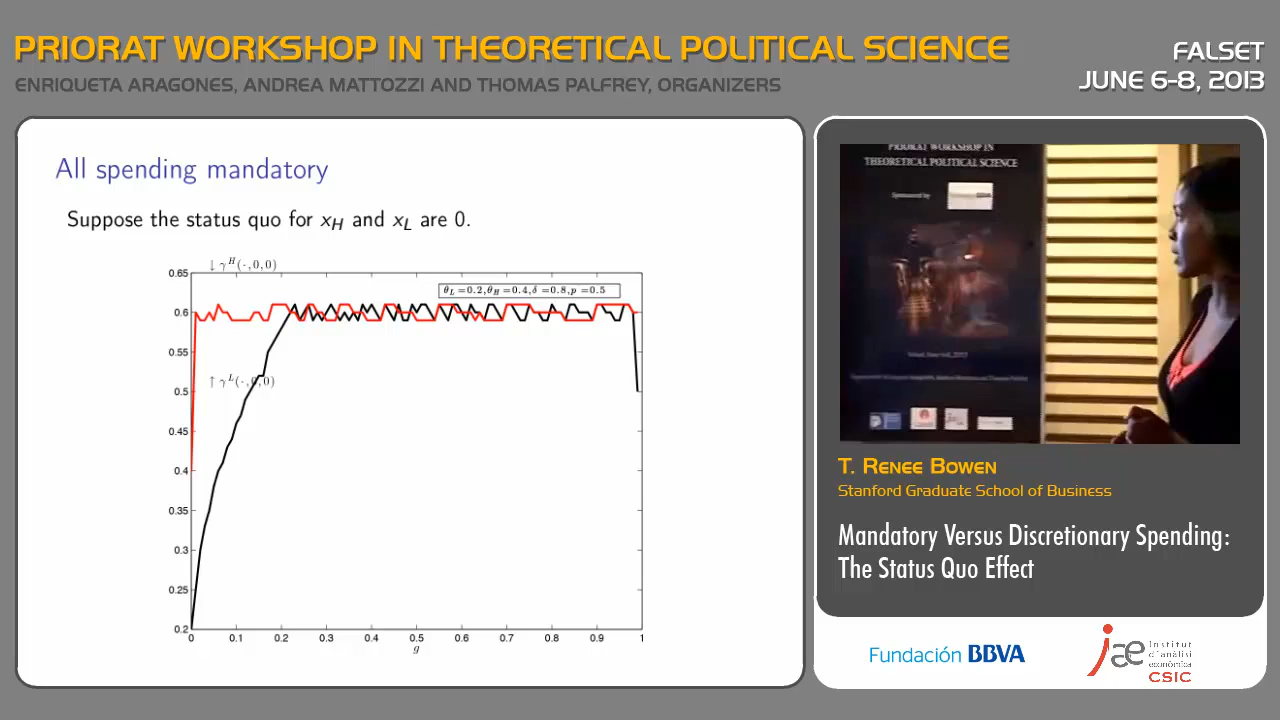 PRIORAT WORKSHOP IN THEORETICAL POLITICAL SCIENCE
ENRIQUETA ARAGONES, ANDREA MATTOZZI AND THOMAS PALFREY, ORGANIZERS
FALSET
JUNE 6-8, 2013
All spending mandatory
Suppose the status quo for x_H and x_L are 0.
↓ γ^H(·,0,0)
θ_L=0.2,θ_H=0.4,δ=0.8,p=0.5
↑ γ^L(·,0,0)
0.65
0.6
0.55
0.5
0.45
0.4
0.35
0.3
0.25
0.2
0 0.1 0.2 0.3 0.4 0.5 0.6 0.7 0.8 0.9 1
g
PRIORAT WORKSHOP IN
THEORETICAL POLITICAL SCIENCE
Sponsored by
T. Renee Bowen
Stanford Graduate School of Business
Mandatory Versus Discretionary Spending:
The Status Quo Effect
Fundación BBVA
iae
Institut
d'anàlisi
econòmica
CSIC